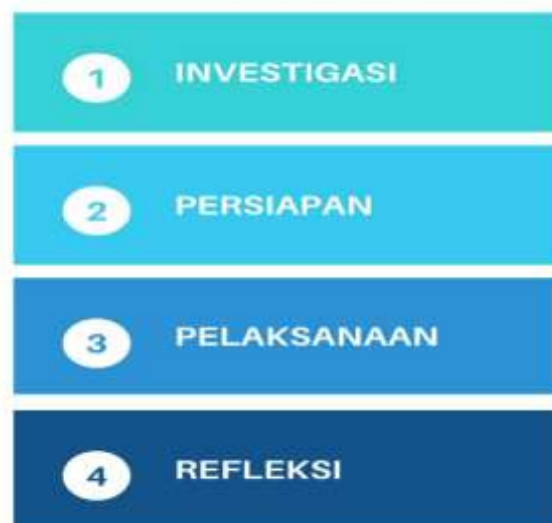 1 INVESTIGASI
2 PERSIAPAN
3 PELAKSANAAN
4 REFLEKSI